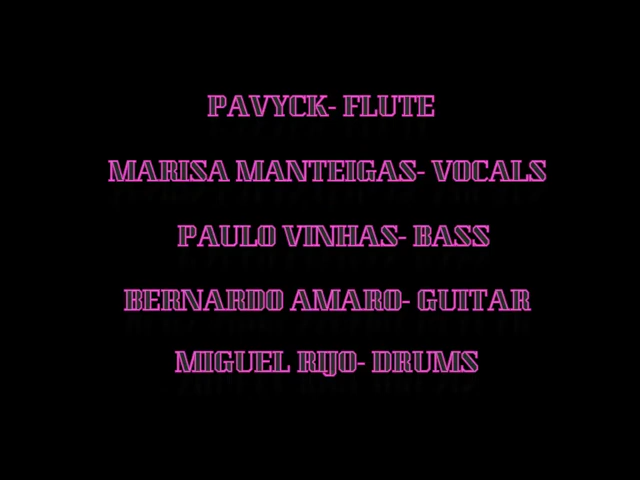 PAVYCK- FLUTE
MARISA MANTEIGAS- VOCALS
PAULO VINHAS- BASS
BERNARDO AMARO- GUITAR
MIGUEL RIJO- DRUMS